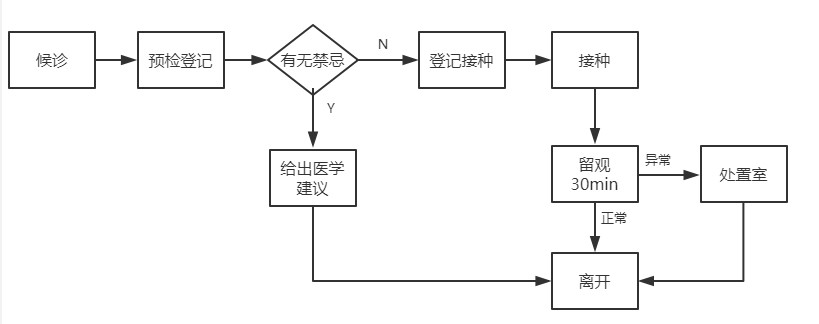 候诊
预检登记
有无禁忌
N
登记接种
接种
Y
给出医学
建议
留观
30min
异常
处置室
正常
离开